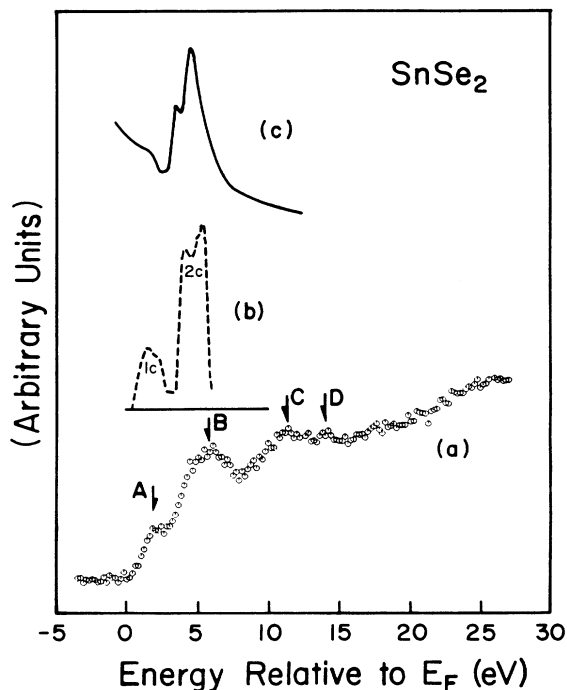 SnSe2
(c)
(Arbitrary Units)
2c
(b)
1c
C
D
B
(a)
A
-5 0 5 10 15 20 25 30
Energy Relative to EF (eV)